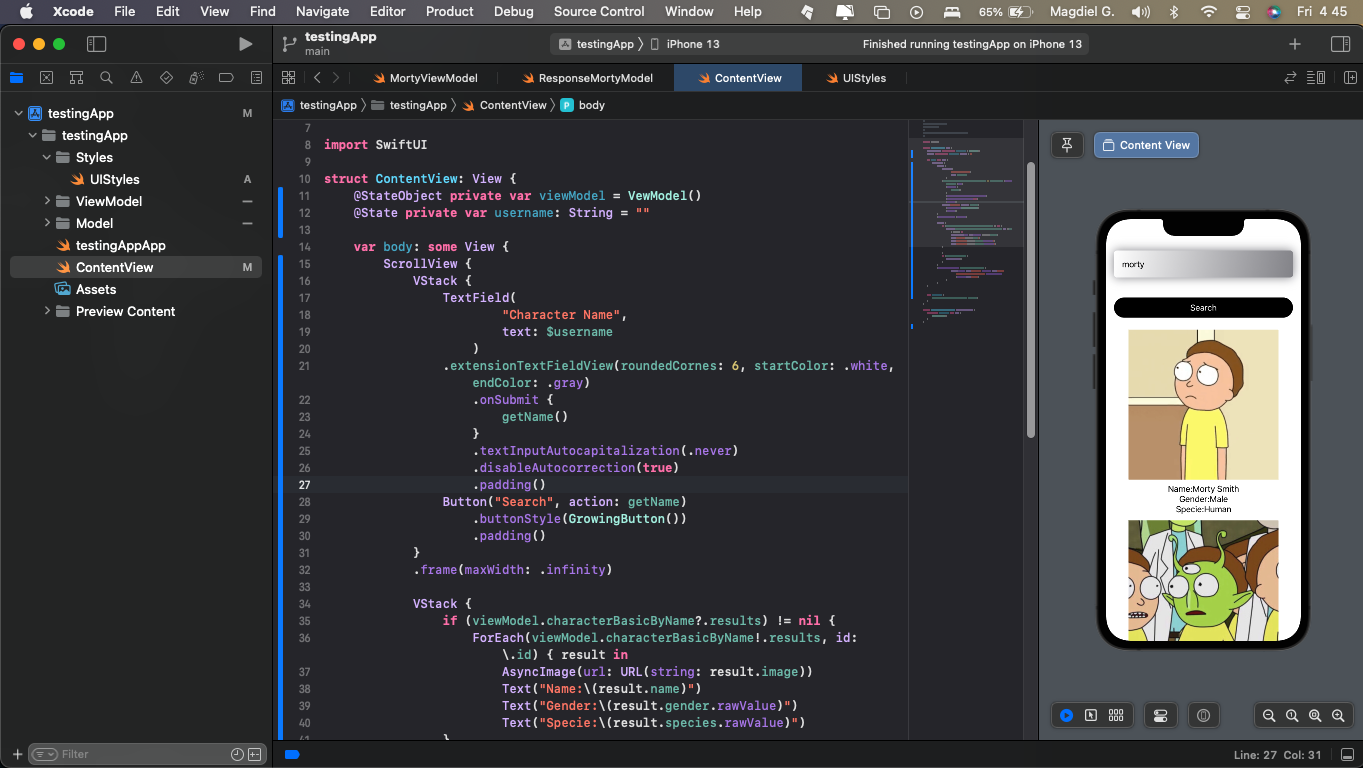 Xcode File Edit View Find Navigate Editor Product Debug Source Control Window Help 65% Magdiel G. Fri 4 45
testingApp
main
testingApp 〉 iPhone 13 Finished running testingApp on iPhone 13
MortyViewModel ResponseMortyModel ContentView UIStyles
testingApp 〉 testingApp 〉 ContentView 〉 P body
testingApp M
testingApp
Styles
UIStyles A
ViewModel
Model
testingAppApp
ContentView M
Assets
Preview Content
7
8 import SwiftUI
9
10 struct ContentView: View {
11 @StateObject private var viewModel = VewModel()
12 @State private var username: String = ""
13
14 var body: some View {
15 ScrollView {
16 VStack {
17 TextField(
18 "Character Name",
19 text: $username
20 )
21 .extensionTextFieldView(roundedCornes: 6, startColor: .white,
endColor: .gray)
22 .onSubmit {
23 getName()
24 }
25 .textInputAutocapitalization(.never)
26 .disableAutocorrection(true)
27 .padding()
28 Button("Search", action: getName)
29 .buttonStyle(GrowingButton())
30 .padding()
31 }
32 .frame(maxWidth: .infinity)
33
34 VStack {
35 if (viewModel.characterBasicByName?.results) != nil {
36 ForEach(viewModel.characterBasicByName!.results, id:
\.id) { result in
37 AsyncImage(url: URL(string: result.image))
38 Text("Name:\(result.name)")
39 Text("Gender:\(result.gender.rawValue)")
40 Text("Specie:\(result.species.rawValue)")
41 }
Content View
morty
Search
Name:Morty Smith
Gender:Male
Specie:Human
Filter
Line: 27 Col: 31